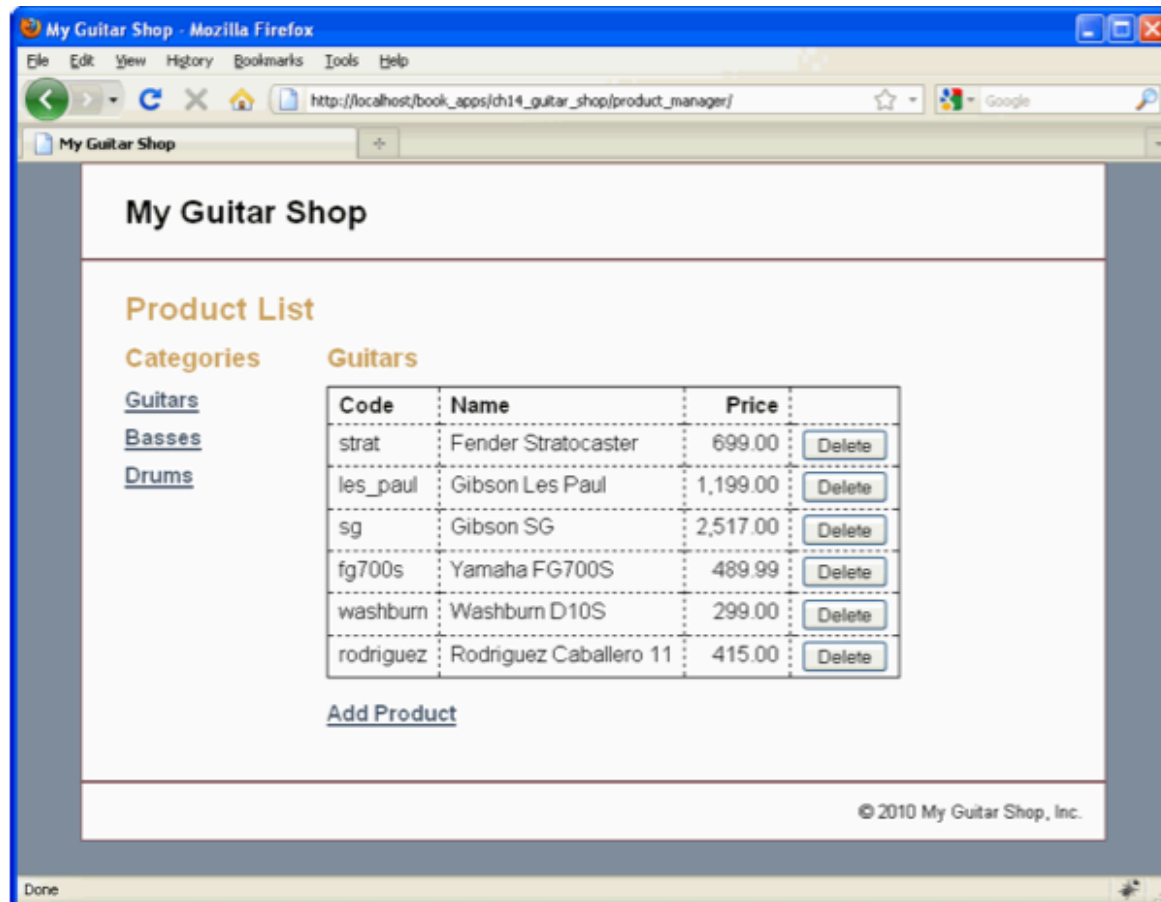 My Guitar Shop - Mozilla Firefox
File Edit View History Bookmarks Tools Help
http://localhost/book_apps/ch14_guitar_shop/product_manager/ Google
My Guitar Shop
My Guitar Shop
Product List
Categories Guitars
Guitars
Basses
Drums
Code Name Price
strat Fender Stratocaster 699.00 Delete
les_paul Gibson Les Paul 1,199.00 Delete
sg Gibson SG 2,517.00 Delete
fg700s Yamaha FG700S 489.99 Delete
washburn Washburn D10S 299.00 Delete
rodriguez Rodriguez Caballero 11 415.00 Delete
Add Product
© 2010 My Guitar Shop, Inc.
Done